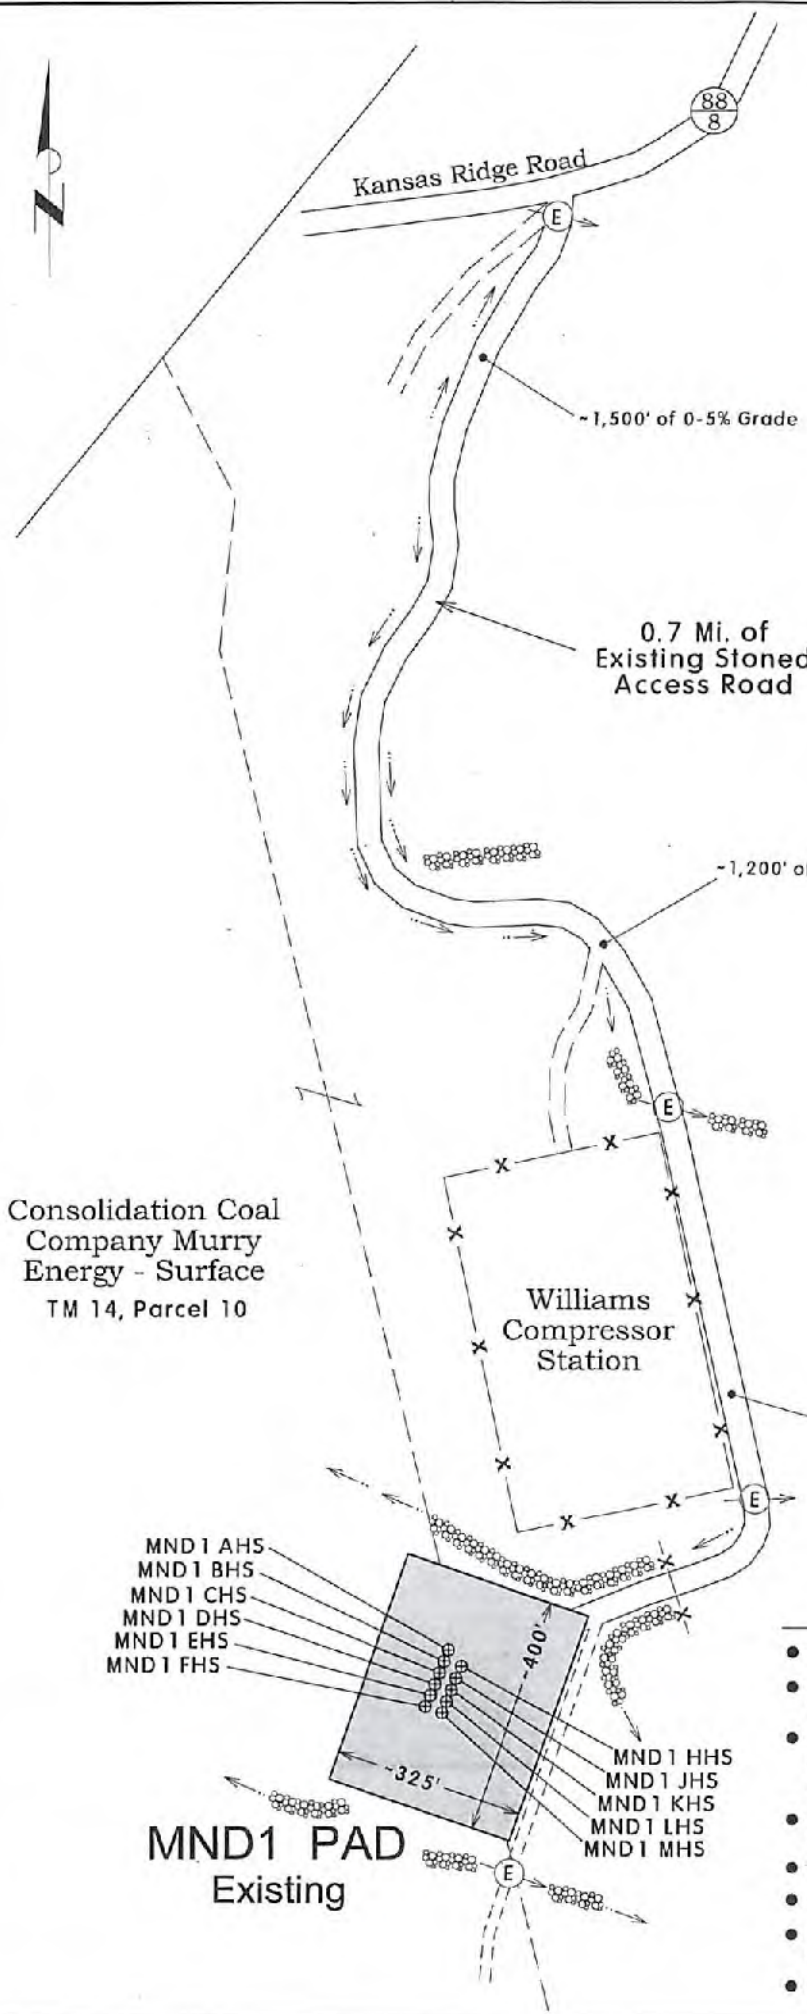 N
88
8
Kansas Ridge Road
E
~1,500' of 0-5% Grade
0.7 Mi. of
Existing Stoned
Access Road
~1,200' of
E
Consolidation Coal
Company Murry
Energy - Surface
TM 14, Parcel 10
Williams
Compressor
Station
E
MND1 AHS
MND1 BHS
MND1 CHS
MND1 DHS
MND1 EHS
MND1 FHS
~400'
~325'
MND1 HHS
MND1 JHS
MND1 KHS
MND1 LHS
MND1 MHS
MND1 PAD
Existing
E